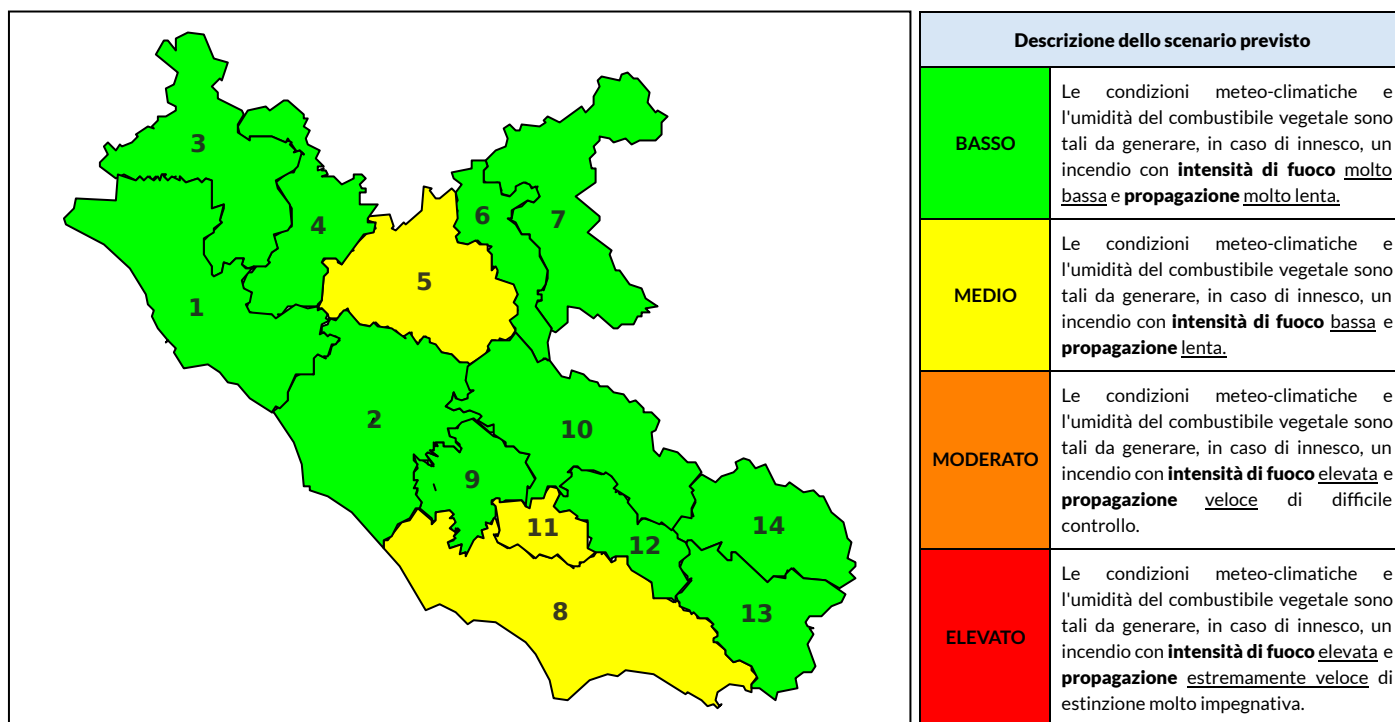 3
4
6
7
5
1
2
10
9
11
14
12
8
13
Descrizione dello scenario previsto
BASSO
Le condizioni meteo-climatiche e
l'umidità del combustibile vegetale sono
tali da generare, in caso di innesco, un
incendio con intensità di fuoco molto
bassa e propagazione molto lenta.
MEDIO
Le condizioni meteo-climatiche e
l'umidità del combustibile vegetale sono
tali da generare, in caso di innesco, un
incendio con intensità di fuoco bassa e
propagazione lenta.
MODERATO
Le condizioni meteo-climatiche e
l'umidità del combustibile vegetale sono
tali da generare, in caso di innesco, un
incendio con intensità di fuoco elevata e
propagazione veloce di difficile
controllo.
ELEVATO
Le condizioni meteo-climatiche e
l'umidità del combustibile vegetale sono
tali da generare, in caso di innesco, un
incendio con intensità di fuoco elevata e
propagazione estremamente veloce di
estinzione molto impegnativa.